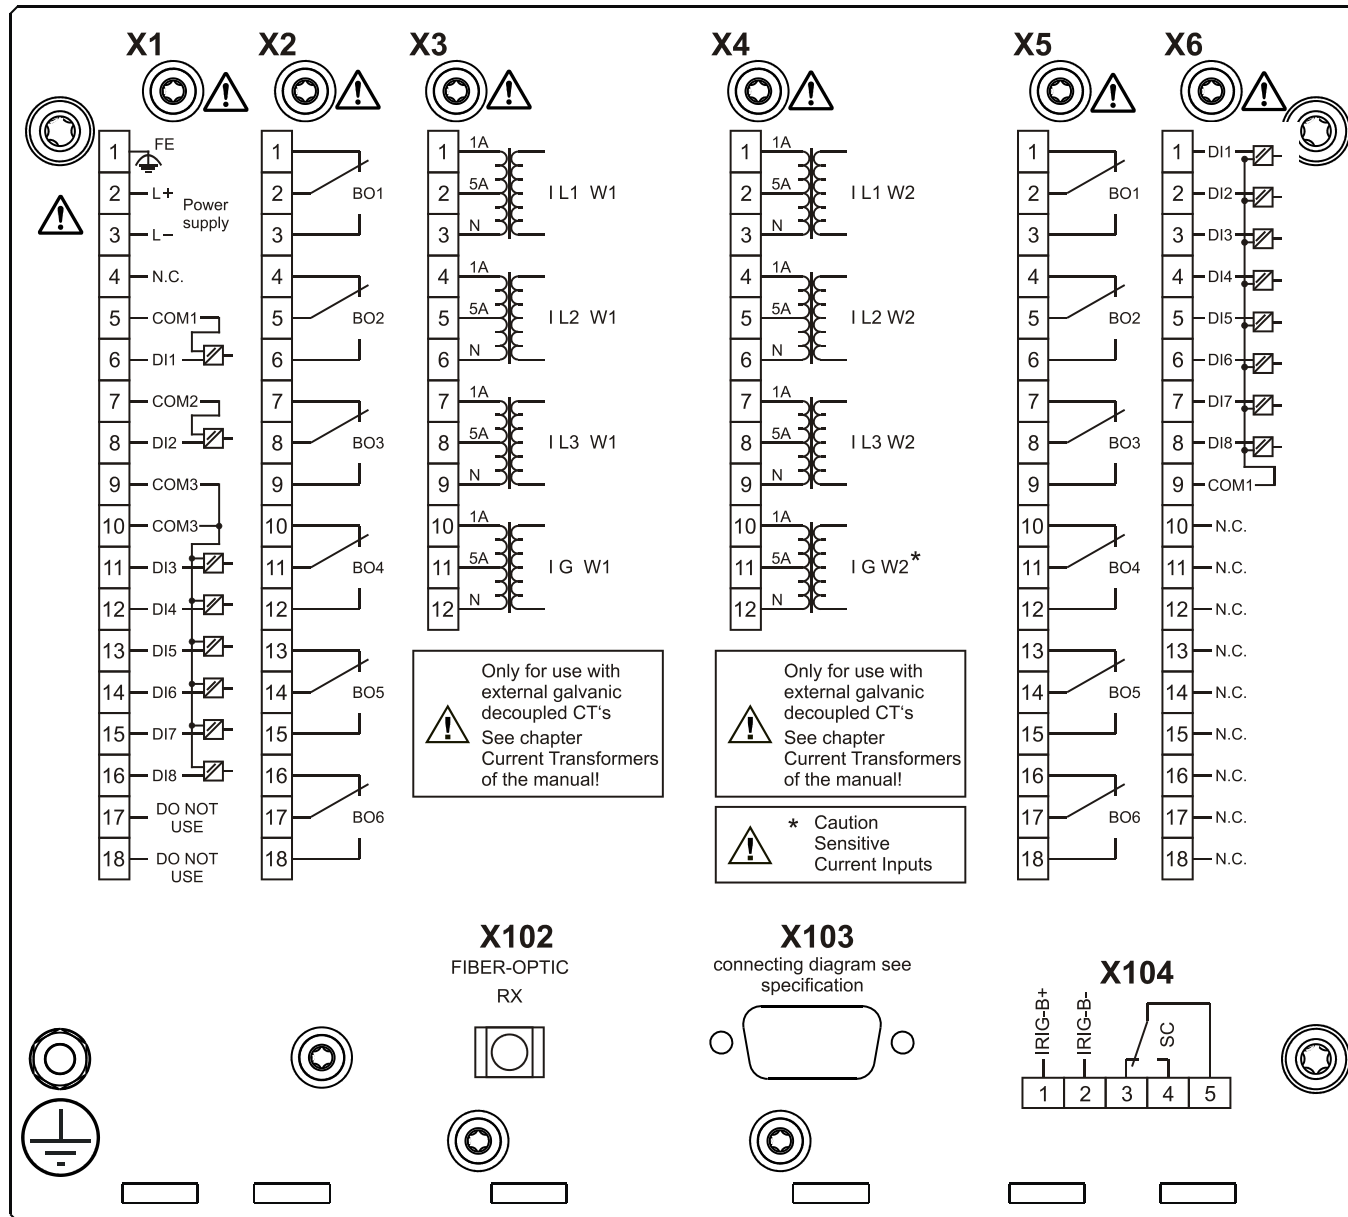 X1 X2 X3 X4 X5 X6
1 FE
2 L+
Power
supply
3 L−
4 N.C.
5 COM1
6 DI1
7 COM2
8 DI2
9 COM3
10 COM3
11 DI3
12 DI4
13 DI5
14 DI6
15 DI7
16 DI8
17 DO NOT
USE
18 DO NOT
USE
1
2 BO1
3
4
5 BO2
6
7
8 BO3
9
10
11 BO4
12
13
14 BO5
15
16
17 BO6
18
1 1A
2 5A I L1 W1
3 N
4 1A
5 5A I L2 W1
6 N
7 1A
8 5A I L3 W1
9 N
10 1A
11 5A I G W1
12 N
Only for use with
external galvanic
decoupled CT‘s
See chapter
Current Transformers
of the manual!
1 1A
2 5A I L1 W2
3 N
4 1A
5 5A I L2 W2
6 N
7 1A
8 5A I L3 W2
9 N
10 1A
11 5A I G W2*
12 N
Only for use with
external galvanic
decoupled CT‘s
See chapter
Current Transformers
of the manual!
* Caution
Sensitive
Current Inputs
1
2 BO1
3
4
5 BO2
6
7
8 BO3
9
10
11 BO4
12
13
14 BO5
15
16
17 BO6
18
1 DI1
2 DI2
3 DI3
4 DI4
5 DI5
6 DI6
7 DI7
8 DI8
9 COM1
10 N.C.
11 N.C.
12 N.C.
13 N.C.
14 N.C.
15 N.C.
16 N.C.
17 N.C.
18 N.C.
X102
FIBER-OPTIC
RX
X103
connecting diagram see
specification
X104
IRIG-B+
IRIG-B-
SC
1 2 3 4 5